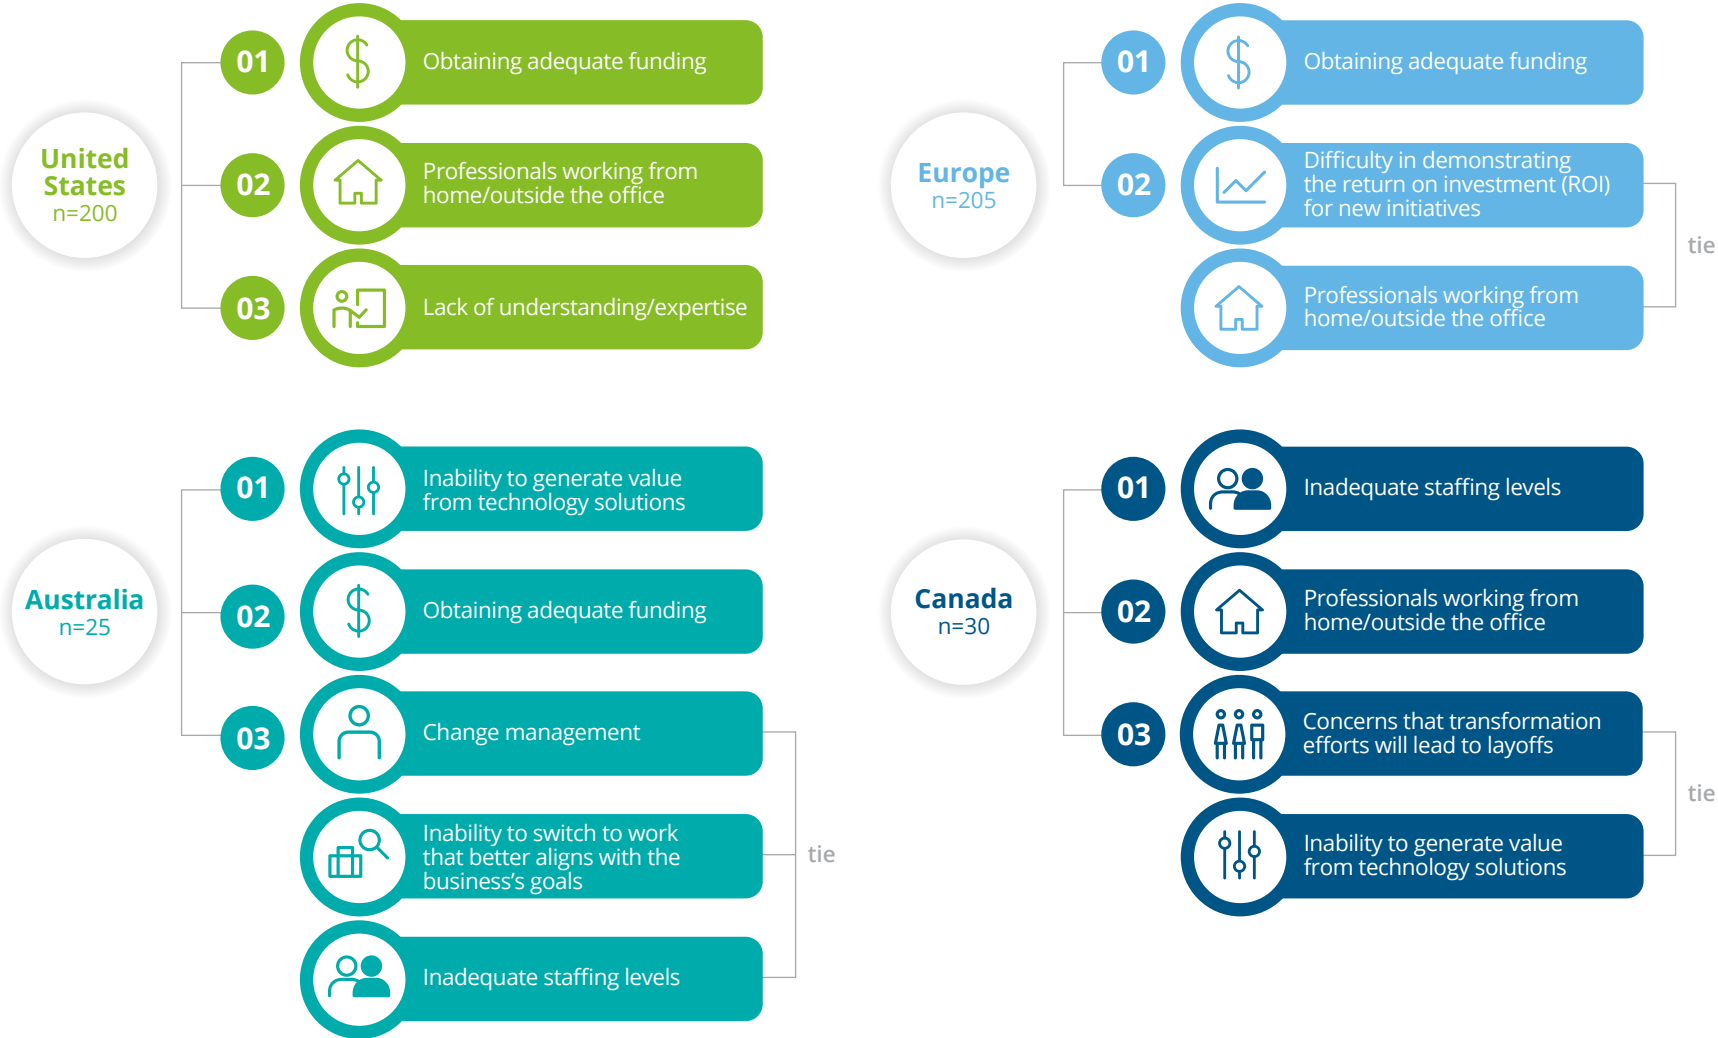 United
States
n=200
01
Obtaining adequate funding
02
Professionals working from
home/outside the office
03
Lack of understanding/expertise
Europe
n=205
01
Obtaining adequate funding
02
Difficulty in demonstrating
the return on investment (ROI)
for new initiatives
Professionals working from
home/outside the office
tie
Australia
n=25
01
Inability to generate value
from technology solutions
02
Obtaining adequate funding
03
Change management
Inability to switch to work
that better aligns with the
business’s goals
Inadequate staffing levels
tie
Canada
n=30
01
Inadequate staffing levels
02
Professionals working from
home/outside the office
03
Concerns that transformation
efforts will lead to layoffs
Inability to generate value
from technology solutions
tie